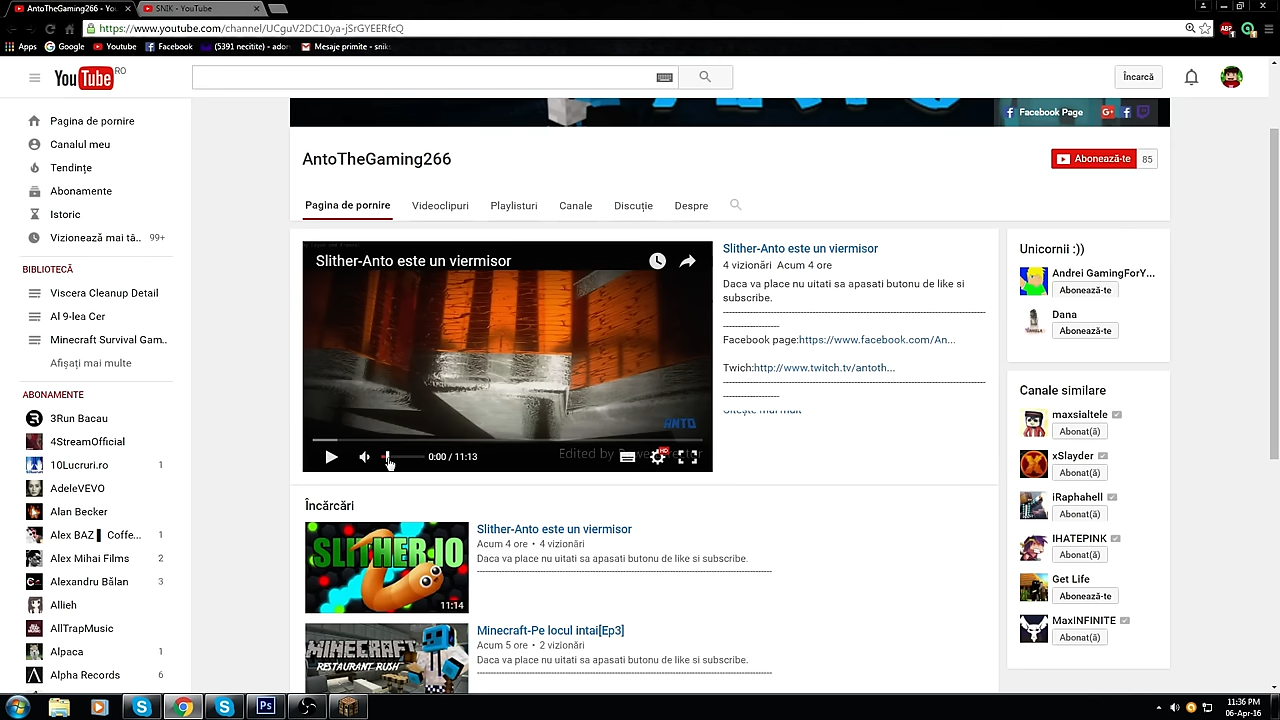 AntoTheGaming266 - Yo
SNIK - YouTube
https://www.youtube.com/channel/UCguV2DC10ya-jSrGYEERfcQ
Apps
Google
Youtube
Facebook
(5391 necitite) - ador
Mesaje primite - snik
YouTube RO
Încarcă
Pagina de pornire
Canalul meu
Tendințe
Abonamente
Istoric
Vizionează mai tâ.. 99+
BIBLIOTECĂ
Viscera Cleanup Detail
Al 9-lea Cer
Minecraft Survival Gam..
Afișați mai multe
ABONAMENTE
3Run Bacau
4StreamOfficial
10Lucruri.ro 1
AdeleVEVO
Alan Becker
Alex BAZ ▌ Coffe... 1
Alex Mihai Films 2
Alexandru Bălan 3
Allieh
AllTrapMusic
Alpaca 1
Alpha Records 6
Facebook Page
AntoTheGaming266
Abonează-te 85
Pagina de pornire
Videoclipuri
Playlisturi
Canale
Discuție
Despre
Slither-Anto este un viermisor
ANTO
0:00 / 11:13
Edited by
HD
Slither-Anto este un viermisor
4 vizionări Acum 4 ore
Daca va place nu uitati sa apasati butonu de like si
subscribe.
Facebook page:https://www.facebook.com/An...
Twich:http://www.twitch.tv/antoth...
Citește mai mult
Încărcări
SLITHER.IO
11:14
Slither-Anto este un viermisor
Acum 4 ore • 4 vizionări
Daca va place nu uitati sa apasati butonu de like si subscribe.
MINECRAFT
RESTAURANT RUSH
Minecraft-Pe locul intai[Ep3]
Acum 5 ore • 2 vizionări
Daca va place nu uitati sa apasati butonu de like si subscribe.
Unicornii :))
Andrei GamingForY...
Abonează-te
Dana
Abonează-te
Canale similare
maxsialtele
Abonat(ă)
xSlayder
Abonat(ă)
iRaphahell
Abonat(ă)
IHATEPINK
Abonat(ă)
Get Life
Abonează-te
MaxINFINITE
Abonat(ă)
11:36 PM
06-Apr-16